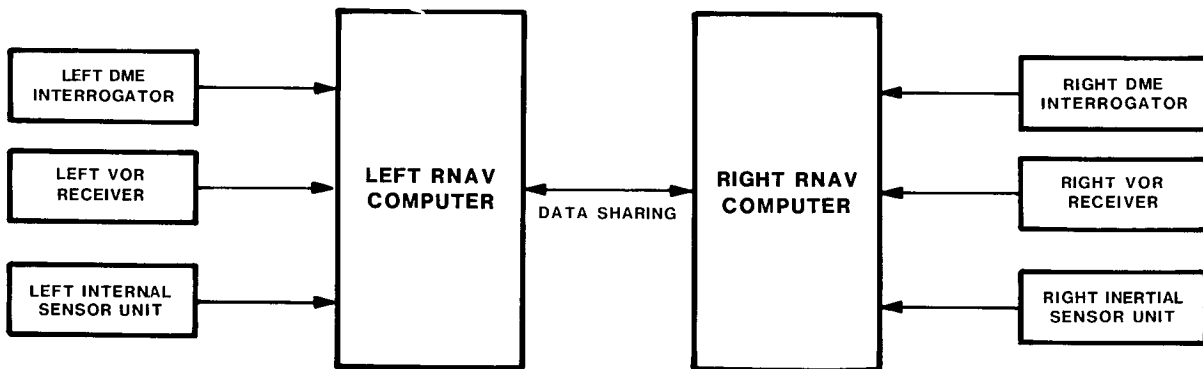 LEFT DME
INTERROGATOR
LEFT VOR
RECEIVER
LEFT INTERNAL
SENSOR UNIT
LEFT RNAV
COMPUTER
DATA SHARING
RIGHT RNAV
COMPUTER
RIGHT DME
INTERROGATOR
RIGHT VOR
RECEIVER
RIGHT INERTIAL
SENSOR UNIT